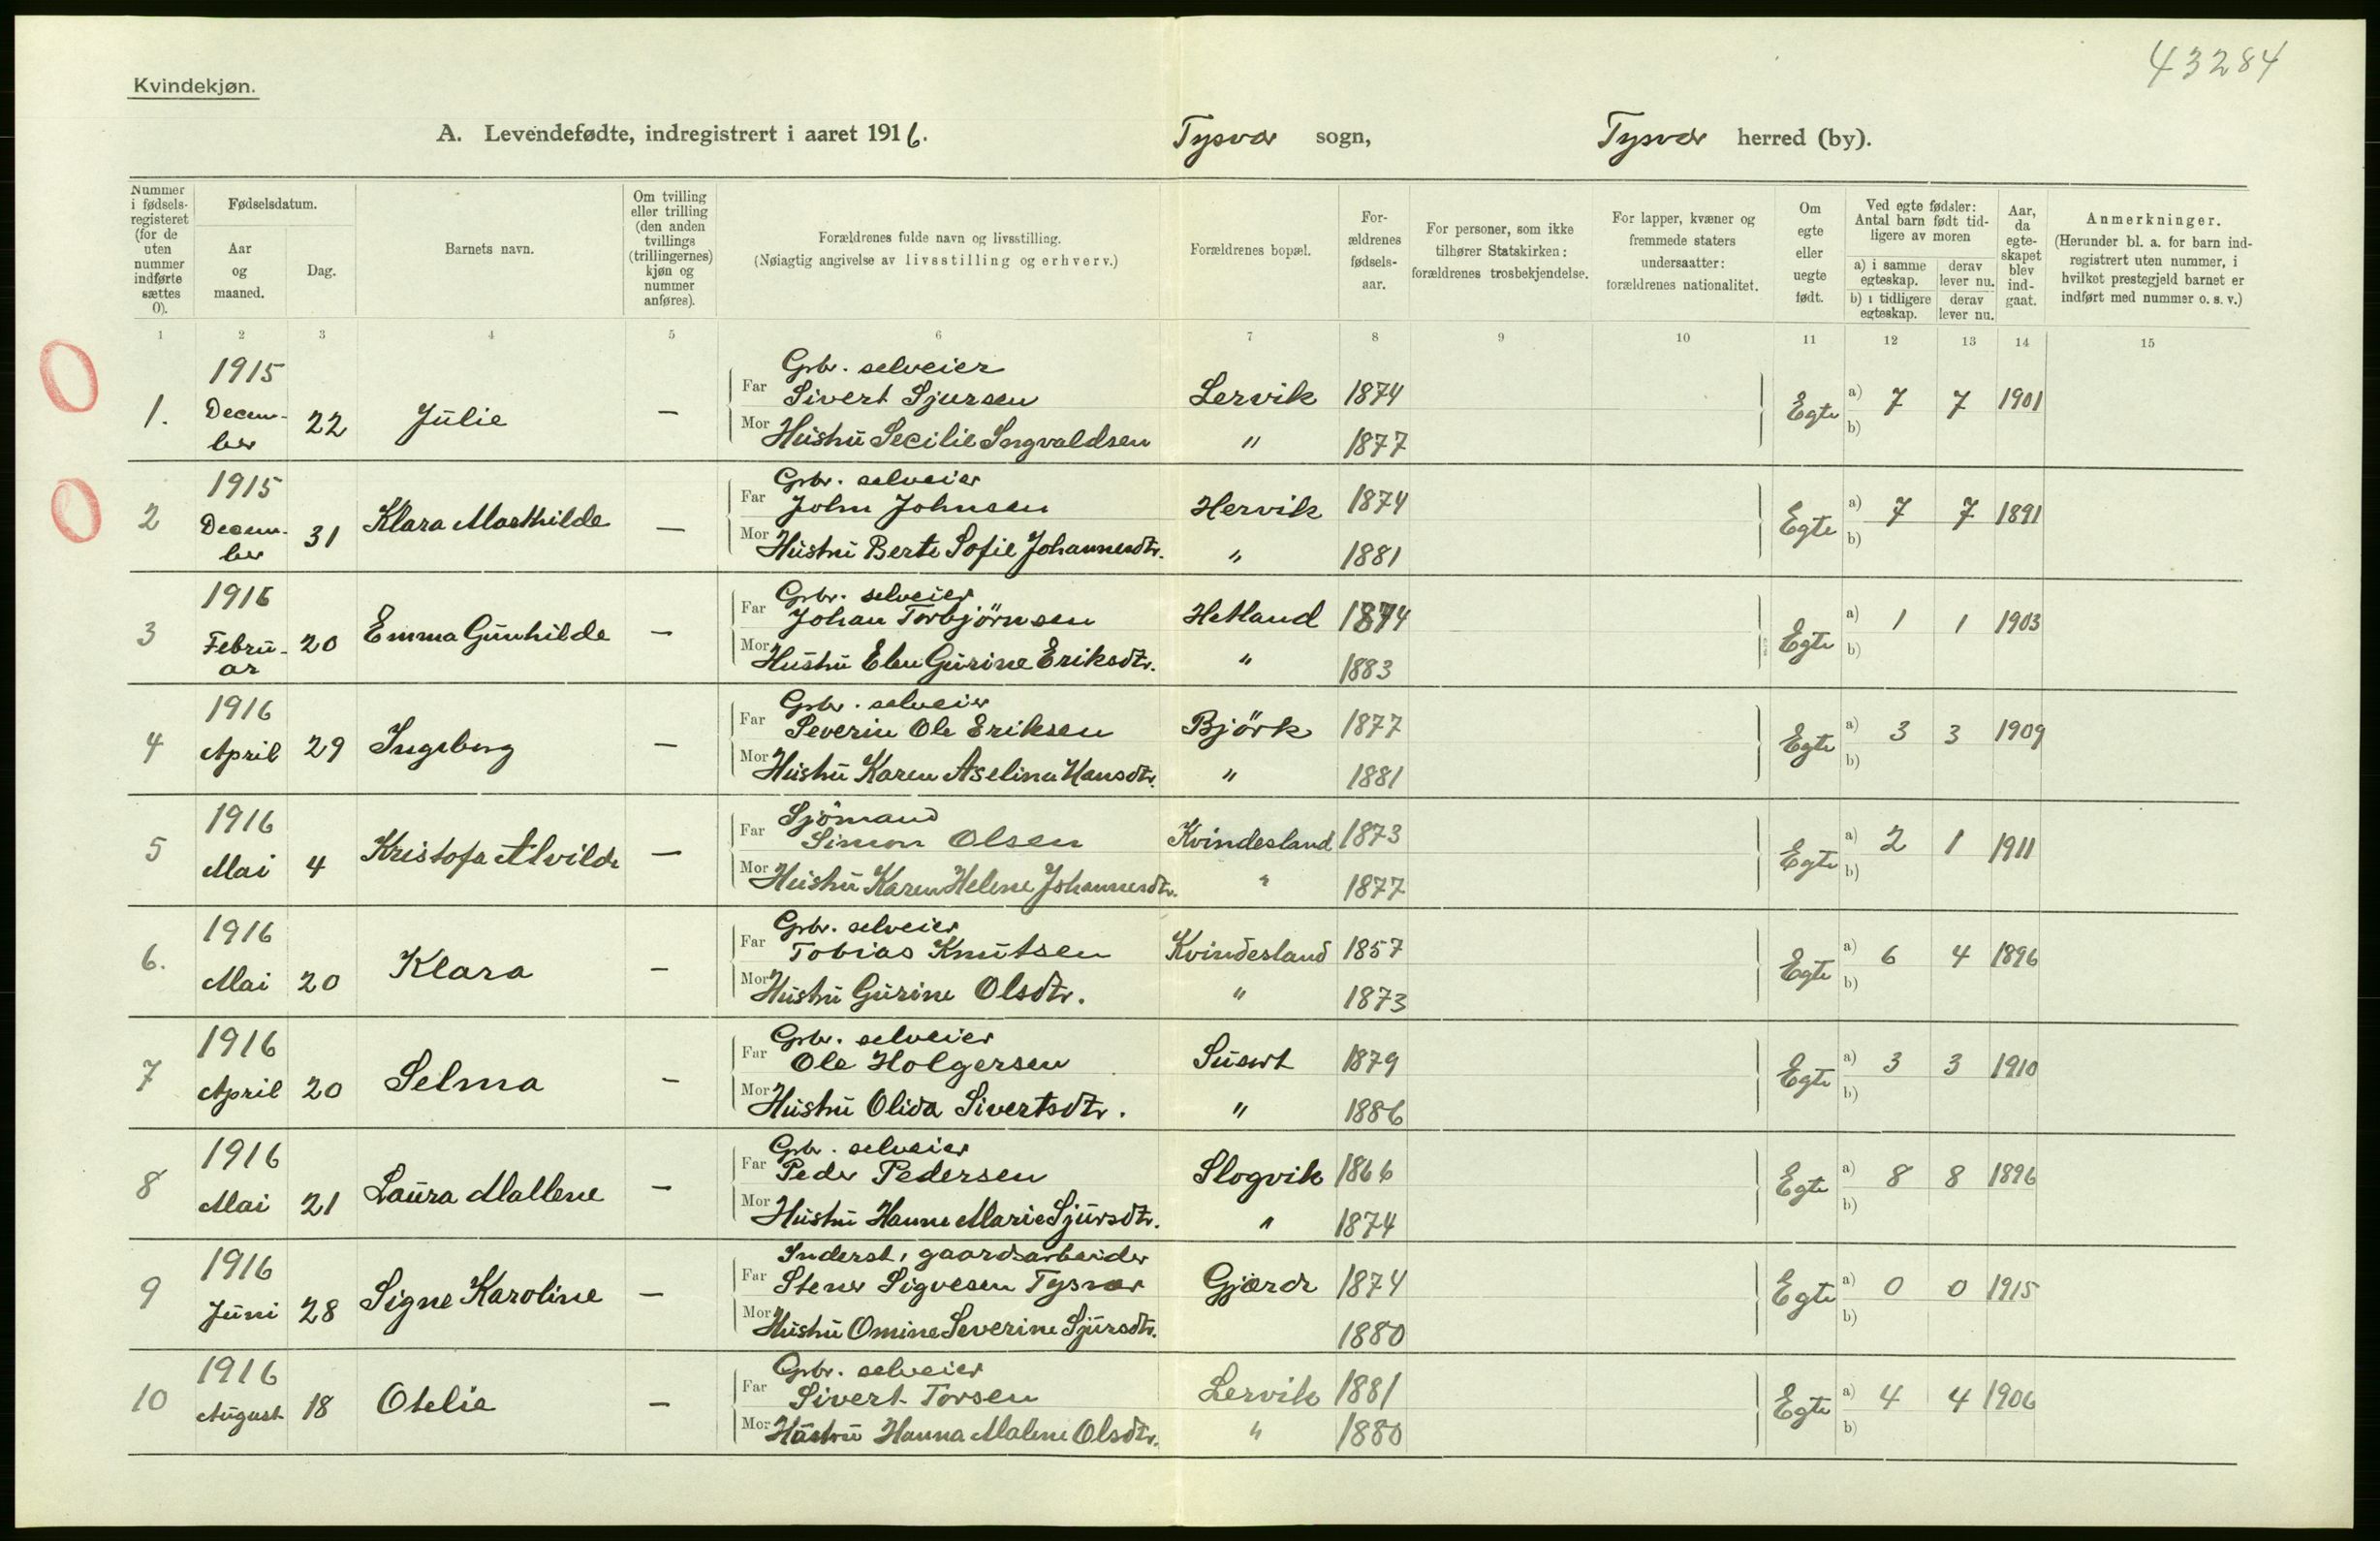 43284
Kvindekjøn.
A. Levendefødte, indregistrert i aaret 1916. Tysvær sogn, Tysvær herred (by).
Nummer i fødselsregisteret (for de uten nummer indførte sættes 0).
Fødselsdatum.
Aar og maaned.
Dag.
Barnets navn.
Om tvilling eller trilling (den anden tvillings (trillingernes) kjøn og nummer anføres).
Forældrenes fulde navn og livsstilling.
(Nøiagtig angivelse av livsstilling og erhverv.)
Forældrenes bopæl.
Forældrenes fødselsaar.
For personer, som ikke tilhører Statskirken: forældrenes trosbekjendelse.
For lapper, kvæner og fremmede staters undersaatter: forældrenes nationalitet.
Om egte eller uegte født.
Ved egte fødsler: Antal barn født tidligere av moren
a) i samme egteskap. derav lever nu.
b) i tidligere egteskap. derav lever nu.
Aar, da egteskapet blev indgaat.
Anmerkninger.
(Herunder bl. a. for barn indregistrert uten nummer, i hvilket prestegjeld barnet er indført med nummer o. s. v.)
1 2 3 4 5 6 7 8 9 10 11 12 13 14 15
0
1915 Grbr. selveier
1. December 22 Julie — Far Sivert Sjursen Lervik 1874 Egte a) 7 7 1901
Mor Hustru Secilie Ingvaldsen " 1877 b)
0
1915 Grbr. selveier
2 December 31 Klara Mathilde — Far John Johnsen Hervik 1874 Egte a) 7 7 1891
Mor Hustru Berte Sofie Johannesdtr. " 1881 b)
1916 Grbr. selveier
3 Februar 20 Emma Gunhilde — Far Johan Torbjörnsen Hetland 1874 Egte a) 1 1 1903
Mor Hustru Elen Gurine Eriksdtr. " 1883 b)
1916 Grbr. selveier
4 April 29 Ingeborg — Far Severin Ole Eriksen Björk 1877 Egte a) 3 3 1909
Mor Hustru Karen Aselina Hansdtr. " 1881 b)
1916 Sjömand
5 Mai 4 Kristofa Alvilde — Far Simon Olsen Kvindesland 1873 Egte a) 2 1 1911
Mor Hustru Karen Helene Johannesdtr. " 1877 b)
1916 Grbr. selveier
6. Mai 20 Klara — Far Tobias Knutsen Kvindesland 1857 Egte a) 6 4 1896
Mor Hustru Gurine Olsdtr. " 1873 b)
1916 Grbr. selveier
7 April 20 Selma — Far Ole Holgersen 1879 Egte a) 3 3 1910
Mor Hustru Olida Sivertsdtr. " 1886 b)
1916 Grbr. selveier
8 Mai 21 Laura Mallene — Far Peder Pedersen Slogvik 1866 Egte a) 8 8 1896
Mor Hustru Hanne Marie Sjursdtr. " 1874 b)
1916 Inderst, gaardsarbeider
9 Juni 28 Signe Karoline — Far Stener Sigvesen Tysvær Gjerde 1874 Egte a) 0 0 1915
Mor Hustru Omine Severine Sjursdtr. 1880 b)
1916 Grbr. selveier
10 August 18 Otelie — Far Sivert Torsen Lervik 1881 Egte a) 4 4 1906
Mor Hustru Hanna Malene Olsdtr. " 1880 b)